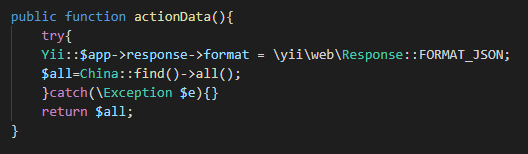 public function actionData(){
try{
Yii::$app->response->format = \yii\web\Response::FORMAT_JSON;
$all=China::find()->all();
}catch(\Exception $e){}
return $all;
}